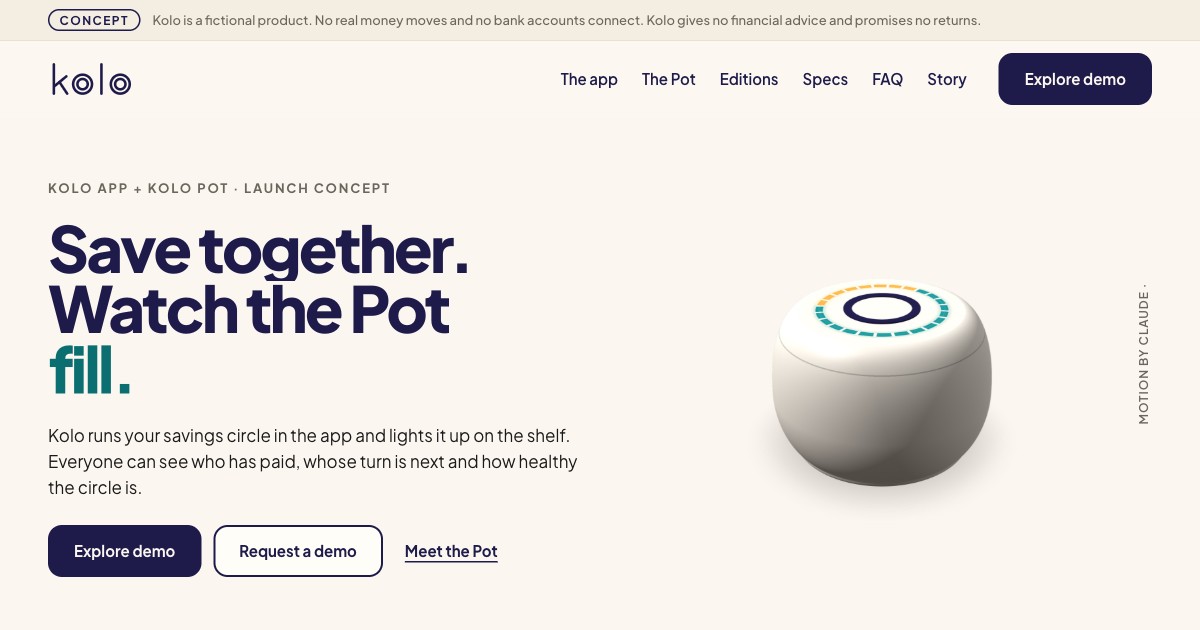 CONCEPT Kolo is a fictional product. No real money moves and no bank accounts connect. Kolo gives no financial advice and promises no returns.
kolo
The app The Pot Editions Specs FAQ Story Explore demo
KOLO APP + KOLO POT · LAUNCH CONCEPT
Save together.
Watch the Pot
fill.
Kolo runs your savings circle in the app and lights it up on the shelf.
Everyone can see who has paid, whose turn is next and how healthy
the circle is.
Explore demo Request a demo Meet the Pot
MOTION BY CLAUDE ·